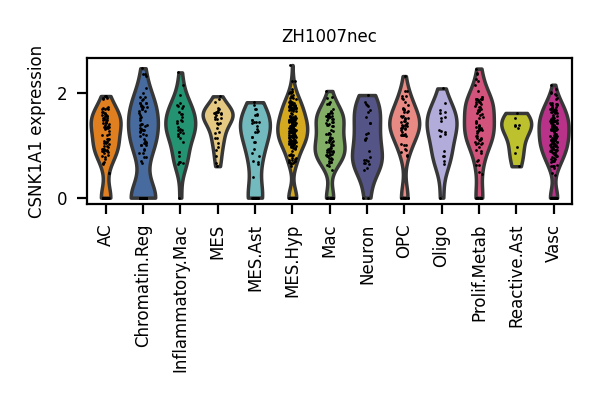 ZH1007nec
CSNK1A1 expression
2
0
AC
Chromatin.Reg
Inflammatory.Mac
MES
MES.Ast
MES.Hyp
Mac
Neuron
OPC
Oligo
Prolif.Metab
Reactive.Ast
Vasc